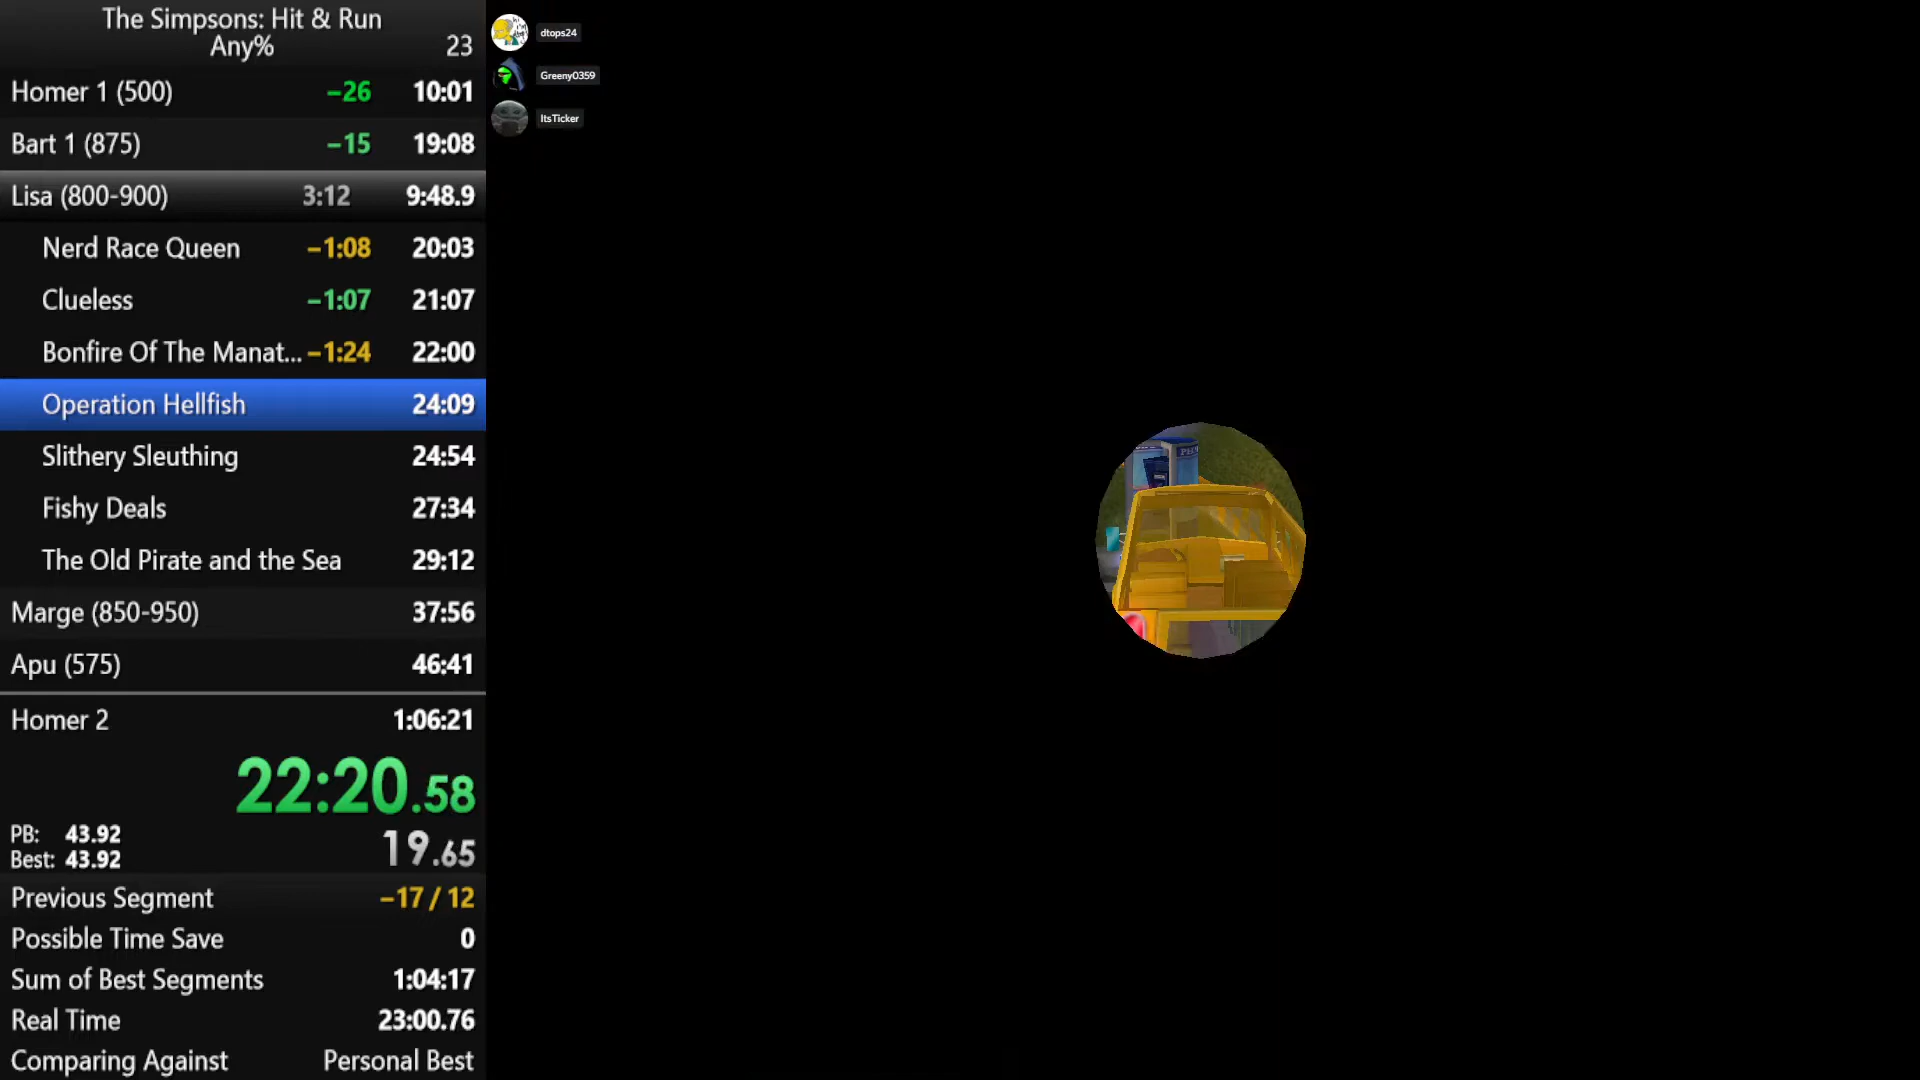 The Simpsons: Hit & Run
Any% 23
Homer 1 (500) −26 10:01
Bart 1 (875) −15 19:08
Lisa (800-900) 3:12 9:48.9
Nerd Race Queen −1:08 20:03
Clueless −1:07 21:07
Bonfire Of The Manat... −1:24 22:00
Operation Hellfish 24:09
Slithery Sleuthing 24:54
Fishy Deals 27:34
The Old Pirate and the Sea 29:12
Marge (850-950) 37:56
Apu (575) 46:41
Homer 2 1:06:21
22:20.58
PB: 43.92
Best: 43.92
19.65
Previous Segment −17 / 12
Possible Time Save 0
Sum of Best Segments 1:04:17
Real Time 23:00.76
Comparing Against Personal Best
dtops24
Greeny0359
ItsTicker